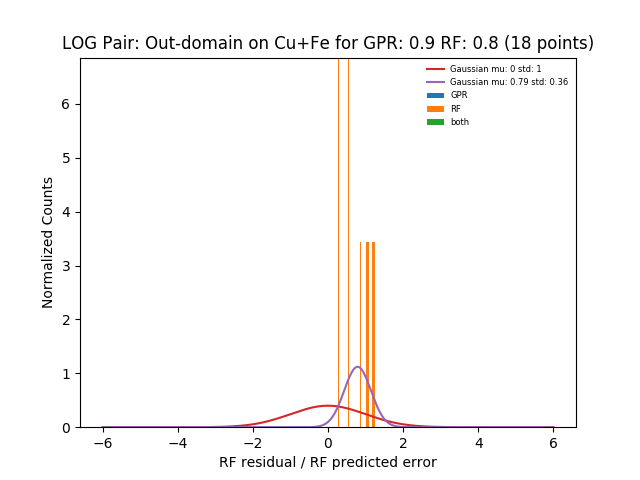 LOG Pair: Out-domain on Cu+Fe for GPR: 0.9 RF: 0.8 (18 points)
Gaussian mu: 0 std: 1
Gaussian mu: 0.79 std: 0.36
GPR
RF
both
Normalized Counts
6
5
4
3
2
1
0
−6 −4 −2 0 2 4 6
RF residual / RF predicted error